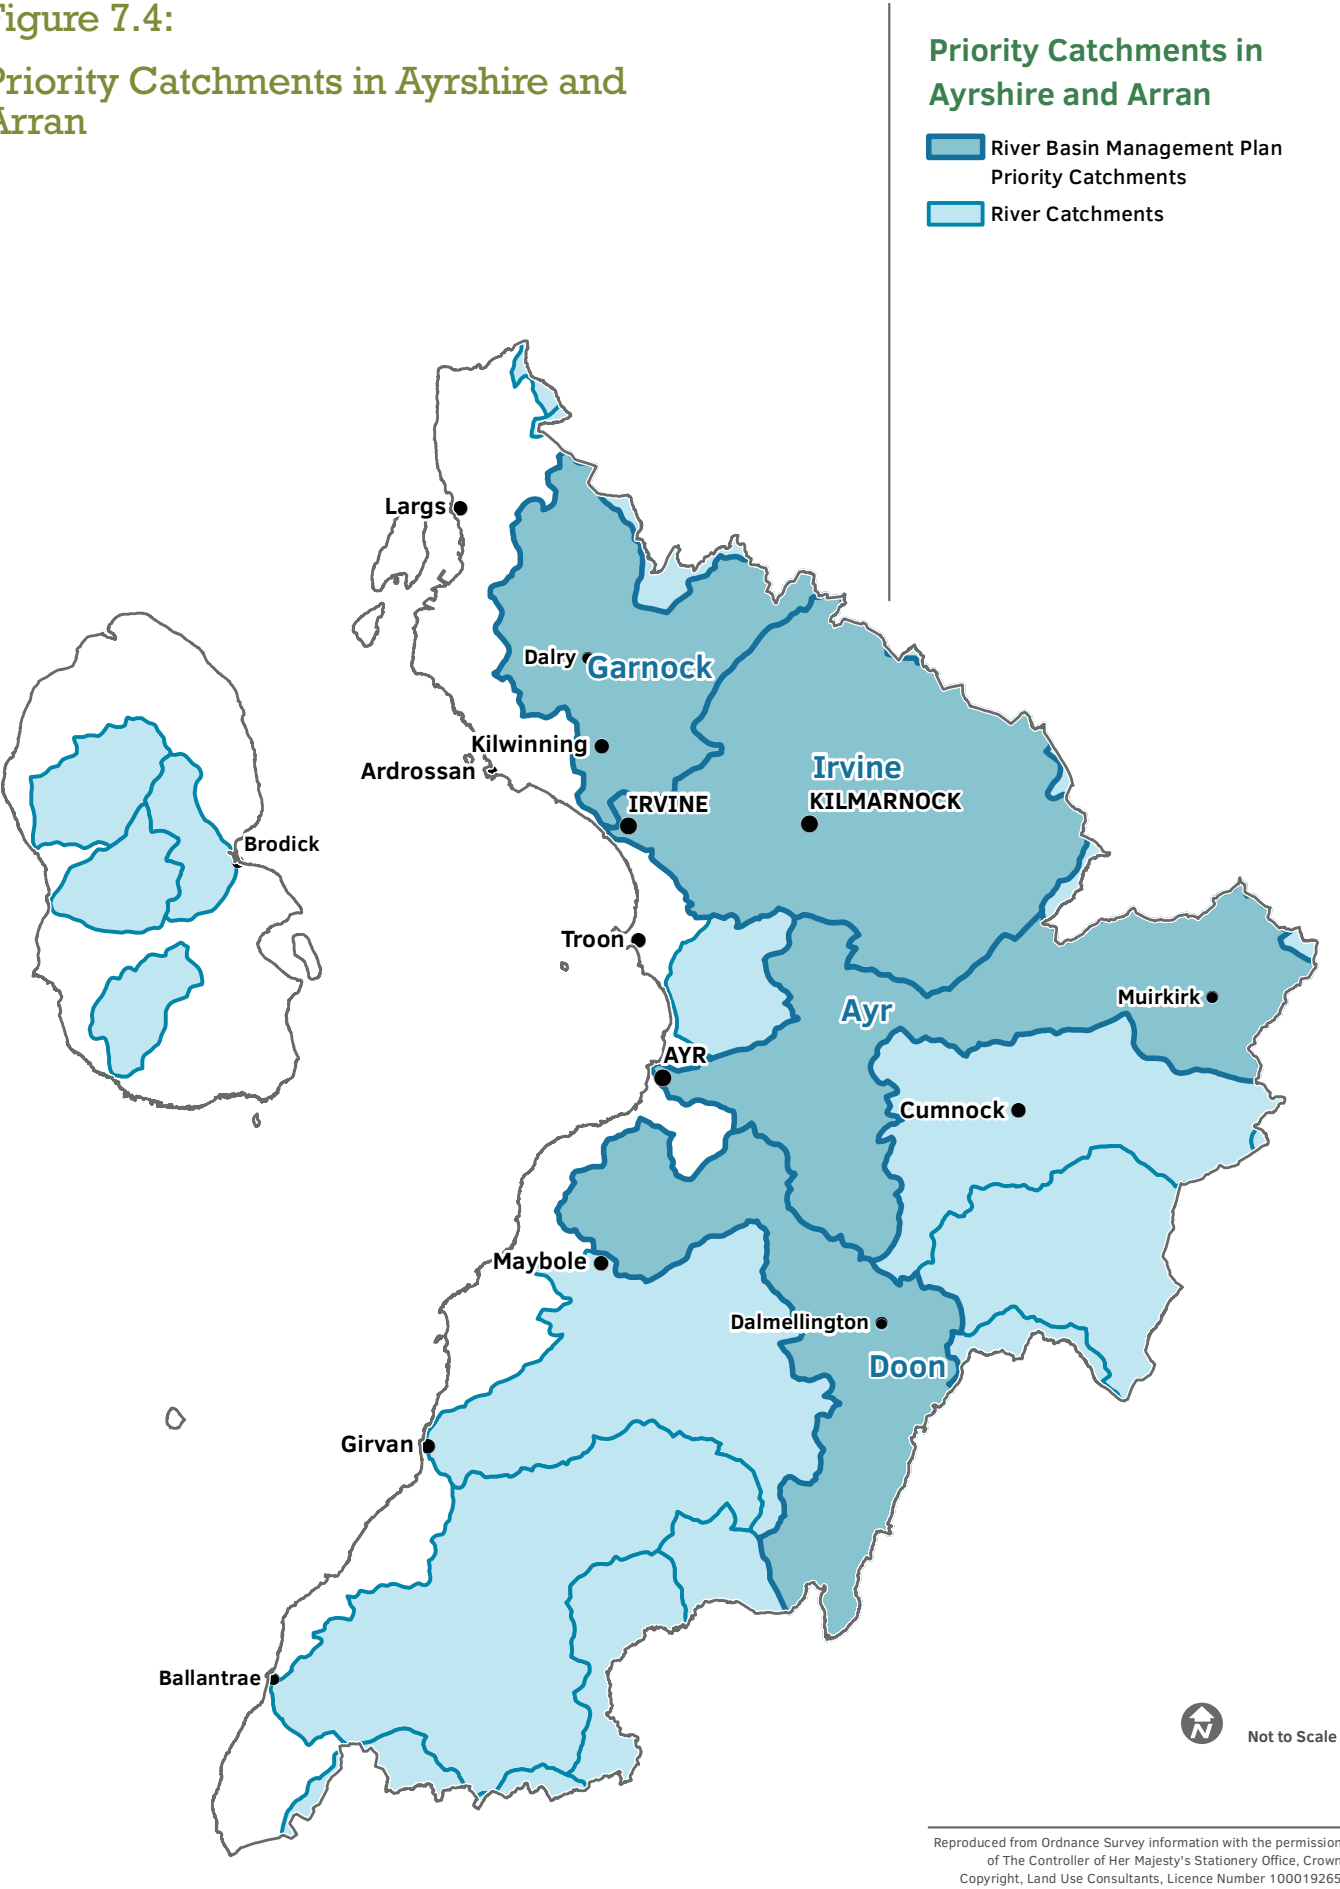 Figure 7.4:
Priority Catchments in Ayrshire and
Arran
Priority Catchments in
Ayrshire and Arran
River Basin Management Plan
Priority Catchments
River Catchments
Largs
Dalry
Garnock
Kilwinning
Ardrossan
Irvine
IRVINE
KILMARNOCK
Brodick
Troon
Muirkirk
Ayr
AYR
Cumnock
Maybole
Dalmellington
Doon
Girvan
Ballantrae
N
Not to Scale
Reproduced from Ordnance Survey information with the permission
of The Controller of Her Majesty's Stationery Office, Crown
Copyright, Land Use Consultants, Licence Number 100019265